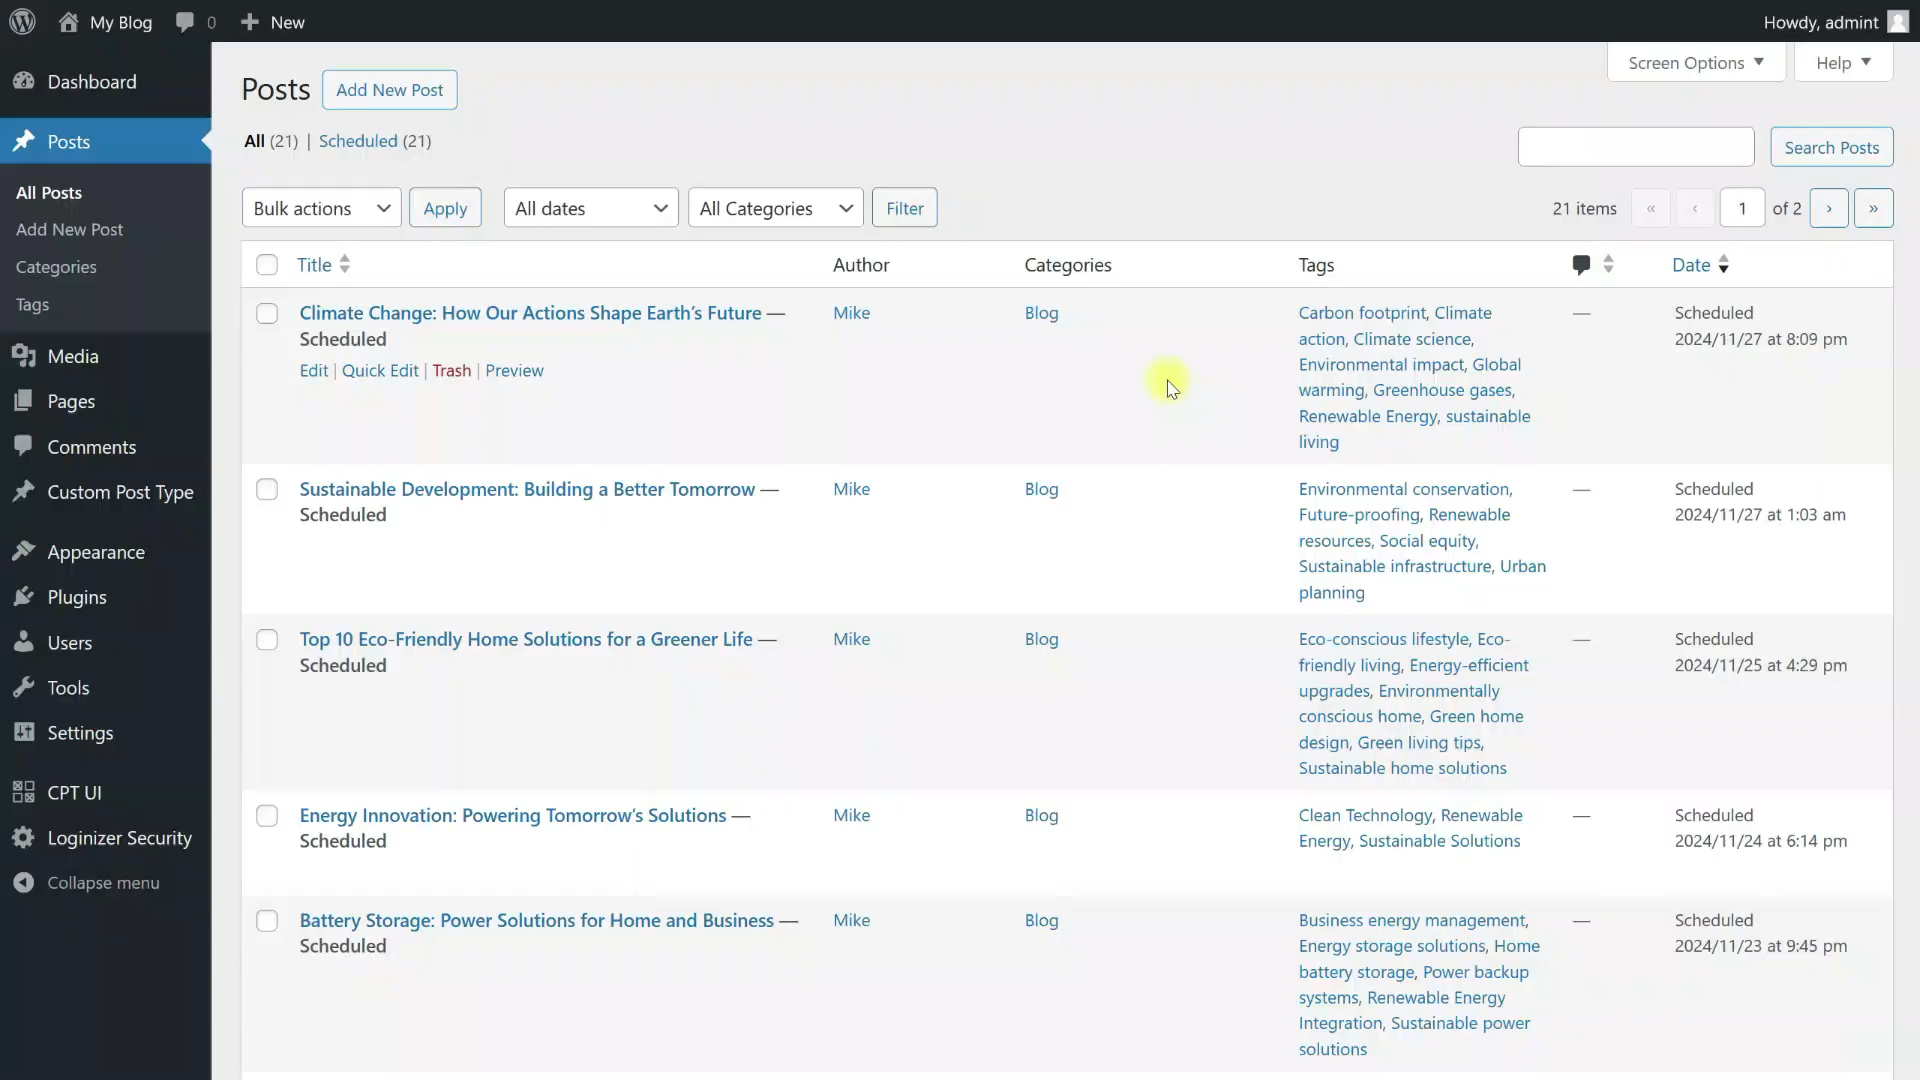 My Blog 0 New Howdy, admint
Screen Options Help
Dashboard
Posts
All Posts
Add New Post
Categories
Tags
Media
Pages
Comments
Custom Post Type
Appearance
Plugins
Users
Tools
Settings
CPT UI
Loginizer Security
Collapse menu
Posts Add New Post
All (21) | Scheduled (21)
Search Posts
Bulk actions Apply All dates All Categories Filter 21 items « ‹ 1 of 2 › »
Title Author Categories Tags Date
Climate Change: How Our Actions Shape Earth’s Future —
Scheduled
Edit | Quick Edit | Trash | Preview
Mike
Blog
Carbon footprint, Climate
action, Climate science,
Environmental impact, Global
warming, Greenhouse gases,
Renewable Energy, sustainable
living
—
Scheduled
2024/11/27 at 8:09 pm
Sustainable Development: Building a Better Tomorrow —
Scheduled
Mike
Blog
Environmental conservation,
Future-proofing, Renewable
resources, Social equity,
Sustainable infrastructure, Urban
planning
—
Scheduled
2024/11/27 at 1:03 am
Top 10 Eco-Friendly Home Solutions for a Greener Life —
Scheduled
Mike
Blog
Eco-conscious lifestyle, Eco-
friendly living, Energy-efficient
upgrades, Environmentally
conscious home, Green home
design, Green living tips,
Sustainable home solutions
—
Scheduled
2024/11/25 at 4:29 pm
Energy Innovation: Powering Tomorrow’s Solutions —
Scheduled
Mike
Blog
Clean Technology, Renewable
Energy, Sustainable Solutions
—
Scheduled
2024/11/24 at 6:14 pm
Battery Storage: Power Solutions for Home and Business —
Scheduled
Mike
Blog
Business energy management,
Energy storage solutions, Home
battery storage, Power backup
systems, Renewable Energy
Integration, Sustainable power
solutions
—
Scheduled
2024/11/23 at 9:45 pm